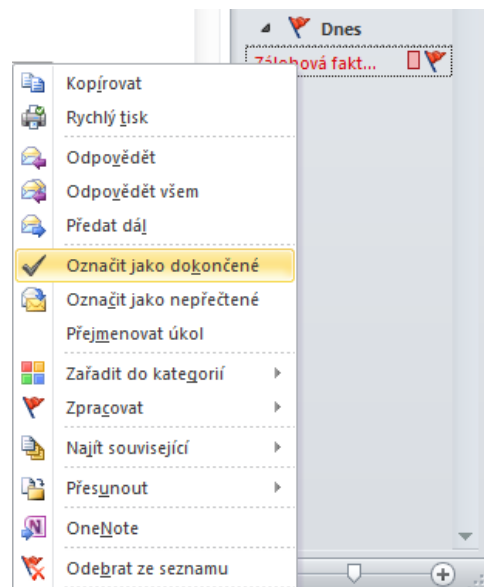 Dnes
Zálohová fakt...
Kopírovat
Rychlý tisk
Odpovědět
Odpovědět všem
Předat dál
Označit jako dokončené
Označit jako nepřečtené
Přejmenovat úkol
Zařadit do kategorií
Zpracovat
Najít související
Přesunout
OneNote
Odebrat ze seznamu